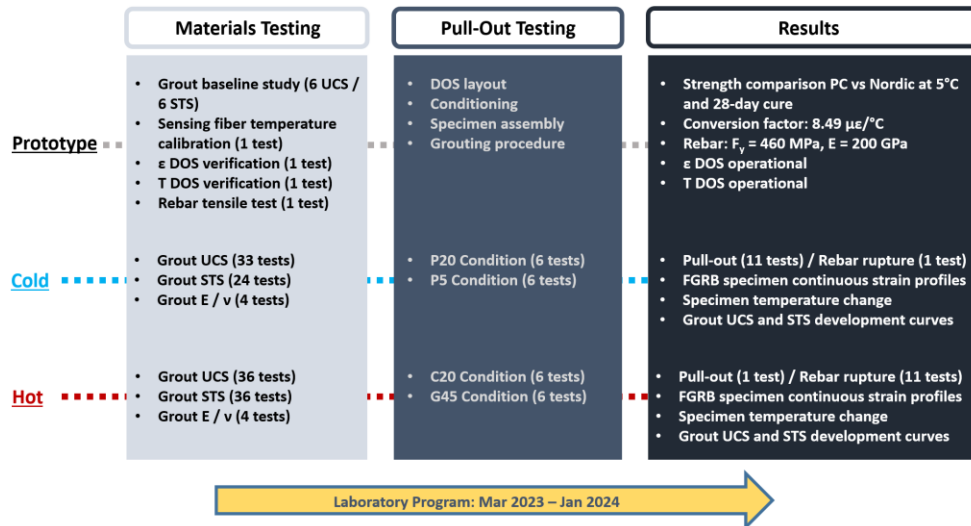 Materials Testing
Pull-Out Testing
Results
Prototype
• Grout baseline study (6 UCS /
6 STS)
• Sensing fiber temperature
calibration (1 test)
• ε DOS verification (1 test)
• T DOS verification (1 test)
• Rebar tensile test (1 test)
• DOS layout
• Conditioning
• Specimen assembly
• Grouting procedure
• Strength comparison PC vs Nordic at 5°C
and 28-day cure
• Conversion factor: 8.49 με/°C
• Rebar: Fy = 460 MPa, E = 200 GPa
• ε DOS operational
• T DOS operational
Cold
• Grout UCS (33 tests)
• Grout STS (24 tests)
• Grout E / ν (4 tests)
• P20 Condition (6 tests)
• P5 Condition (6 tests)
• Pull-out (11 tests) / Rebar rupture (1 test)
• FGRB specimen continuous strain profiles
• Specimen temperature change
• Grout UCS and STS development curves
Hot
• Grout UCS (36 tests)
• Grout STS (36 tests)
• Grout E / ν (4 tests)
• C20 Condition (6 tests)
• G45 Condition (6 tests)
• Pull-out (1 test) / Rebar rupture (11 tests)
• FGRB specimen continuous strain profiles
• Specimen temperature change
• Grout UCS and STS development curves
Laboratory Program: Mar 2023 – Jan 2024